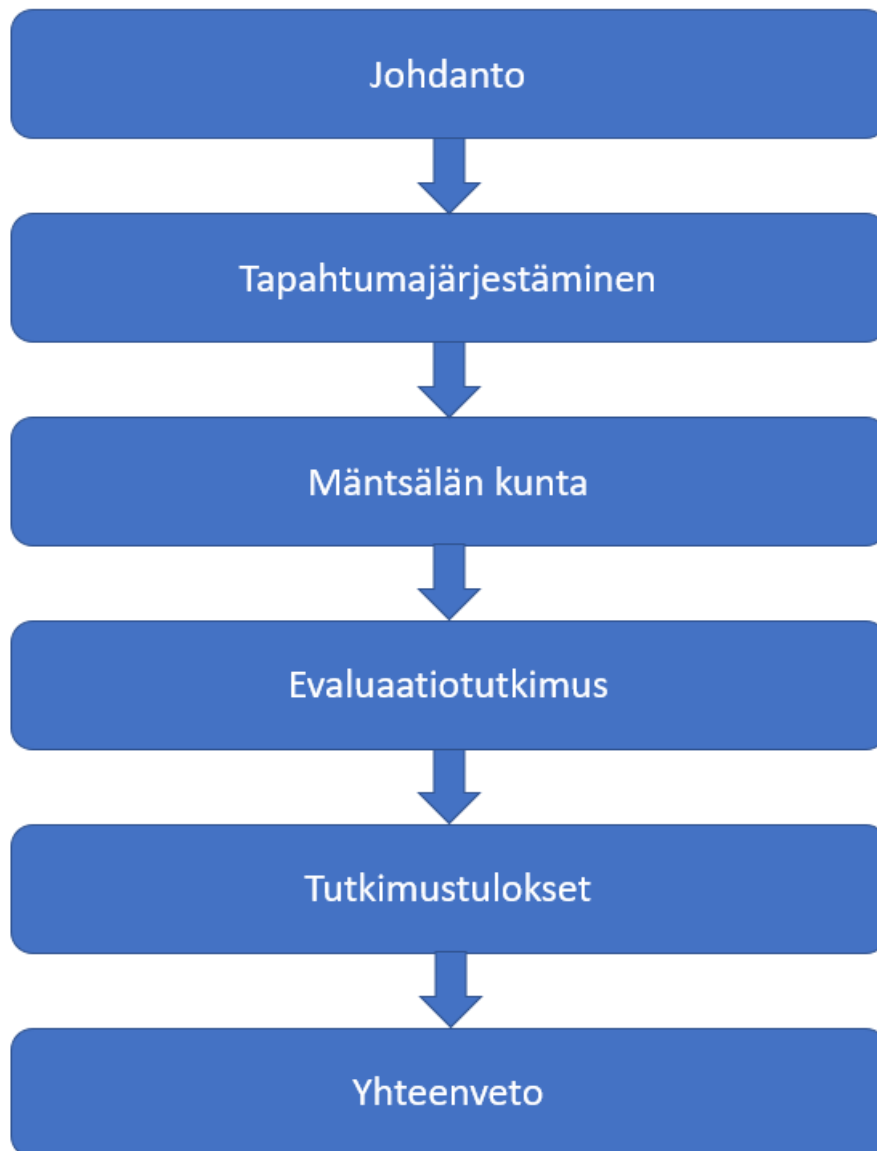 Johdanto
Tapahtumajärjestäminen
Mäntsälän kunta
Evaluaatiotutkimus
Tutkimustulokset
Yhteenveto